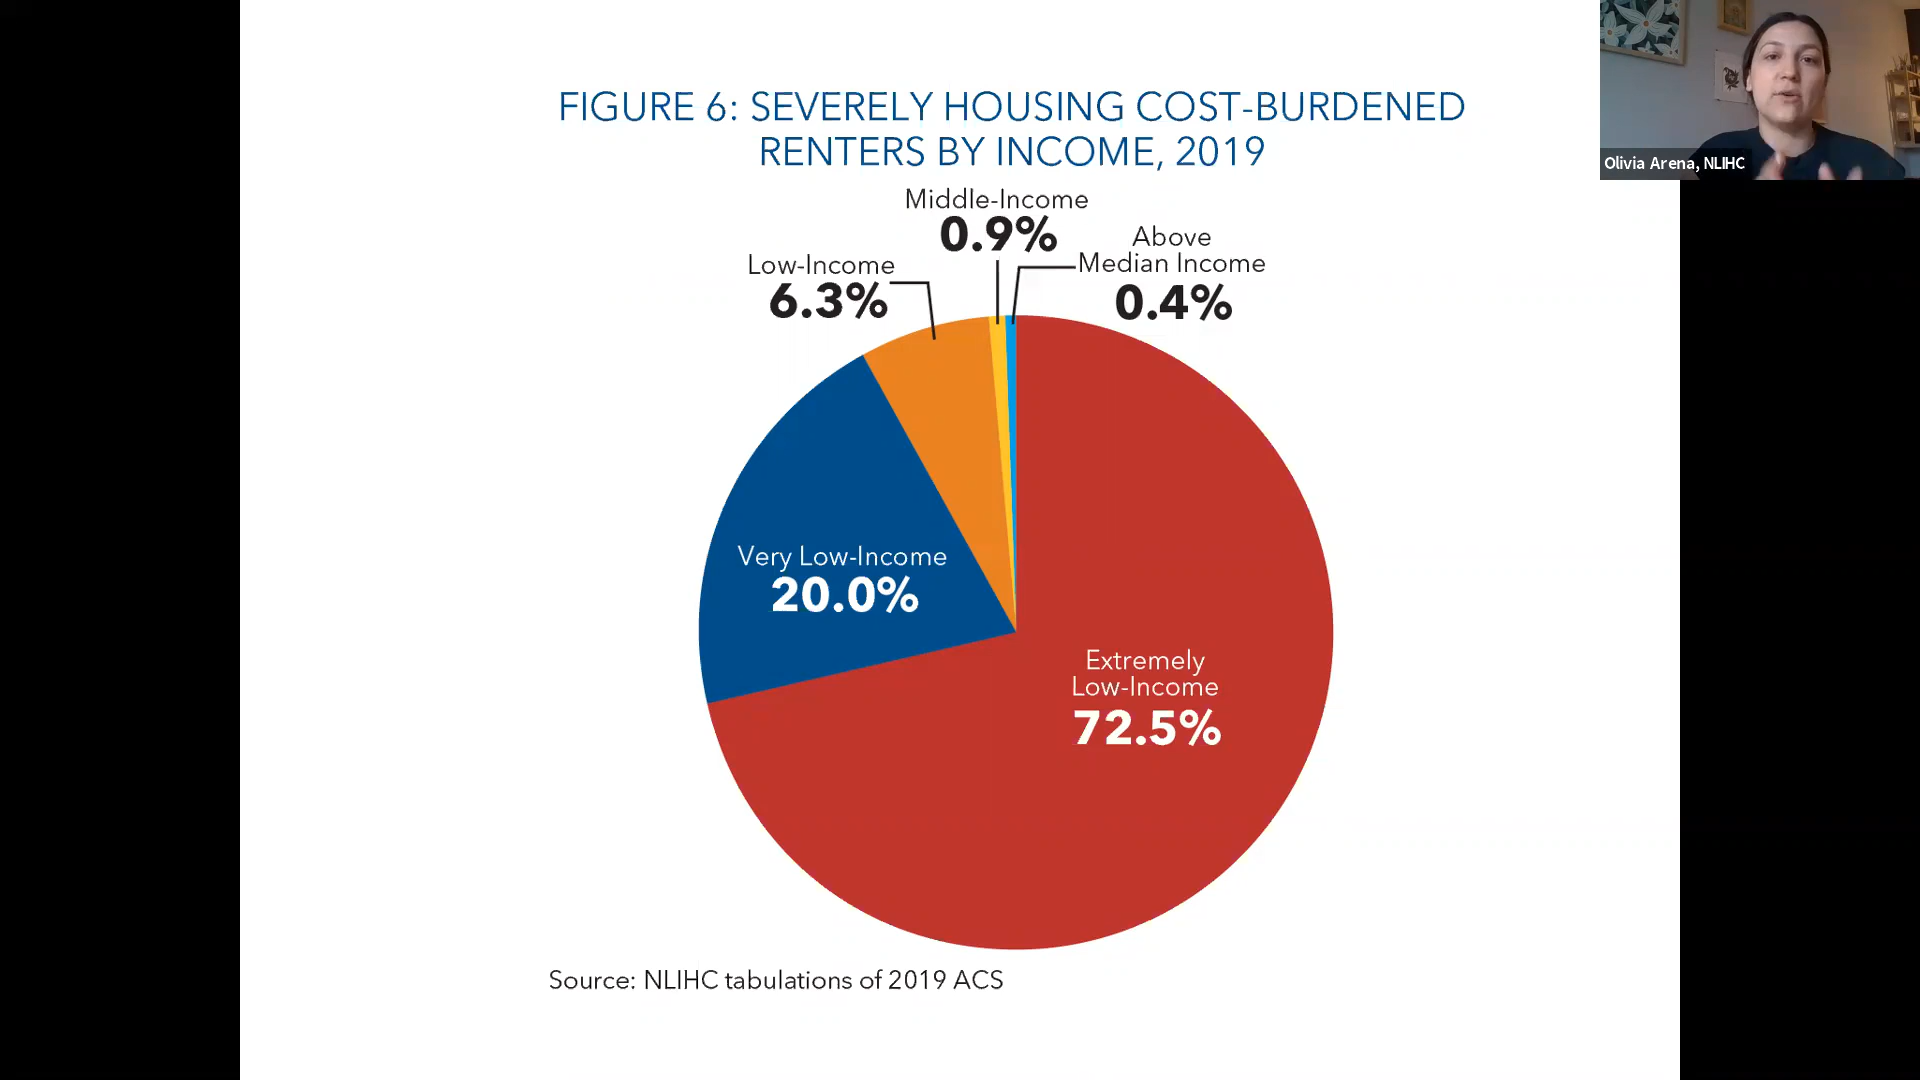 FIGURE 6: SEVERELY HOUSING COST-BURDENED
RENTERS BY INCOME, 2019
Middle-Income
0.9%
Above
Median Income
0.4%
Low-Income
6.3%
Very Low-Income
20.0%
Extremely
Low-Income
72.5%
Source: NLIHC tabulations of 2019 ACS
Olivia Arena, NLIHC